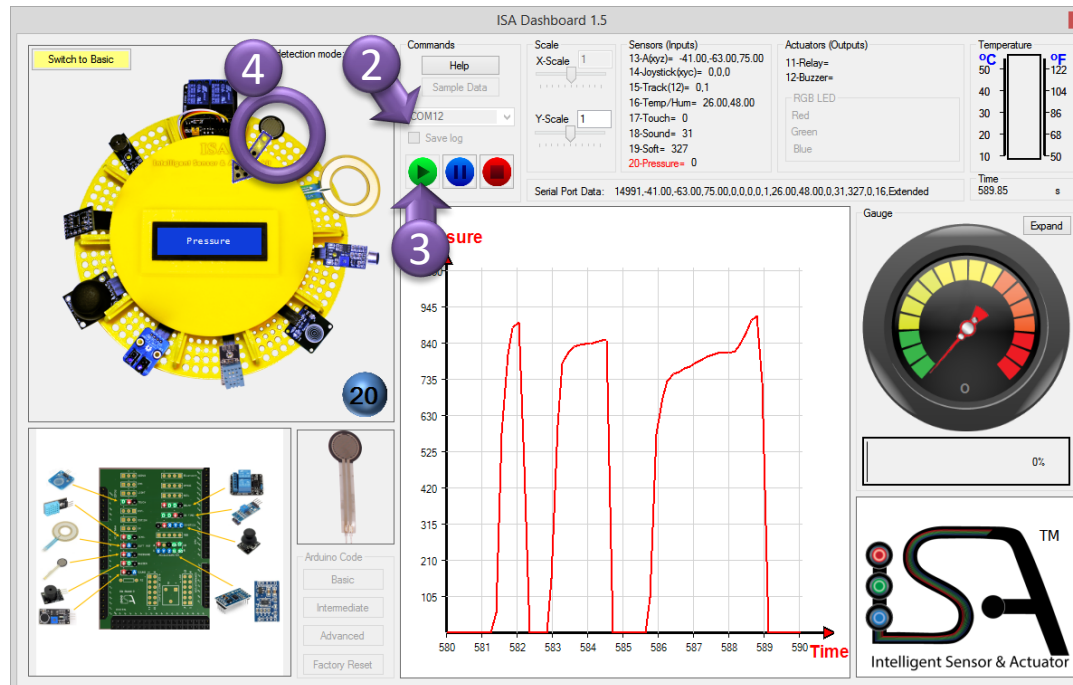 ISA Dashboard 1.5
Switch to Basic
detection mode:
4
2
3
ISA
Pressure
20
Commands
Help
Sample Data
COM12
Save log
Scale
X-Scale 1
Y-Scale 1
Sensors (Inputs)
13-A(xyz)= -41.00,-63.00,75.00
14-Joystick(xyc)= 0,0,0
15-Track(12)= 0,1
16-Temp/Hum= 26.00,48.00
17-Touch= 0
18-Sound= 31
19-Soft= 327
20-Pressure= 0
Actuators (Outputs)
11-Relay=
12-Buzzer=
RGB LED
Red
Green
Blue
Temperature
ºC ºF
50 122
40 104
30 86
20 68
10 50
Serial Port Data: 14991,-41.00,-63.00,75.00,0,0,0,0,1,26.00,48.00,0,31,327,0,16,Extended
Time
589.85 s
sure
945
840
735
630
525
420
315
210
105
580 581 582 583 584 585 586 587 588 589 590
Time
Gauge
Expand
0
0%
Arduino Code
Basic
Intermediate
Advanced
Factory Reset
ISA
TM
Intelligent Sensor & Actuator